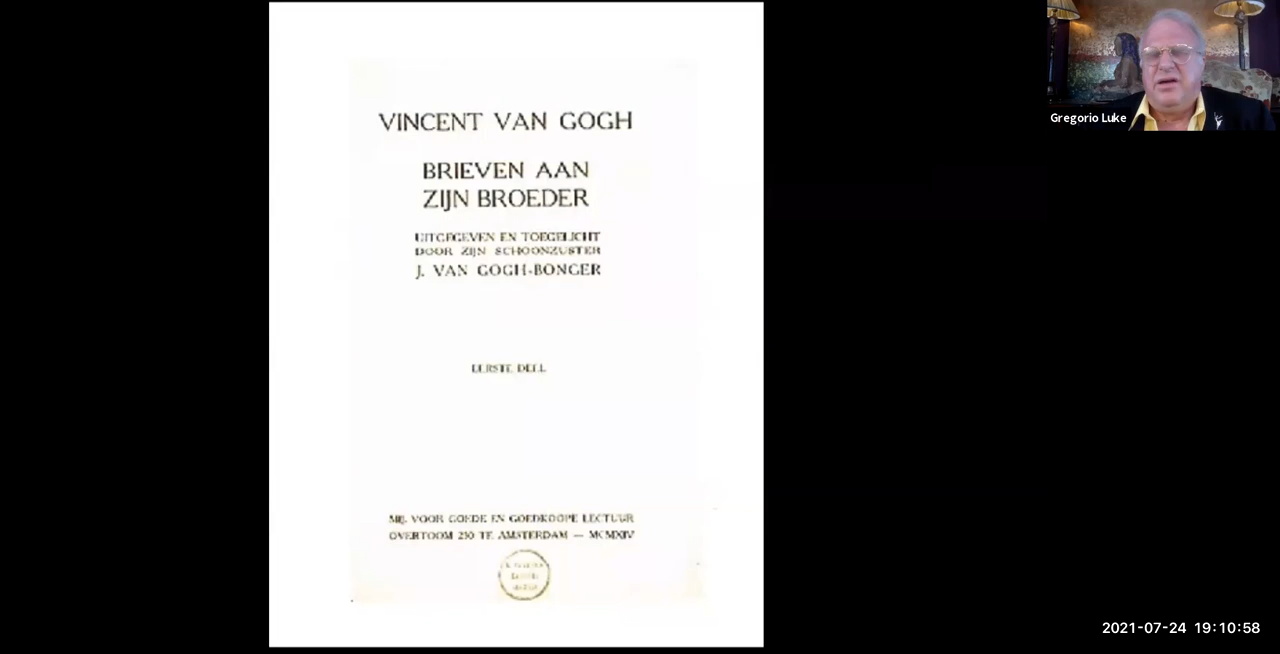 VINCENT VAN GOGH
BRIEVEN AAN
ZIJN BROEDER
UITGEGEVEN EN TOEGELICHT
DOOR ZIJN SCHOONZUSTER
J. VAN GOGH-BONGER
EERSTE DEEL
MIJ. VOOR GOEDE EN GOEDKOOPE LECTUUR
OVERTOOM 250 TE AMSTERDAM — MCMXIV
Gregorio Luke
2021-07-24 19:10:58